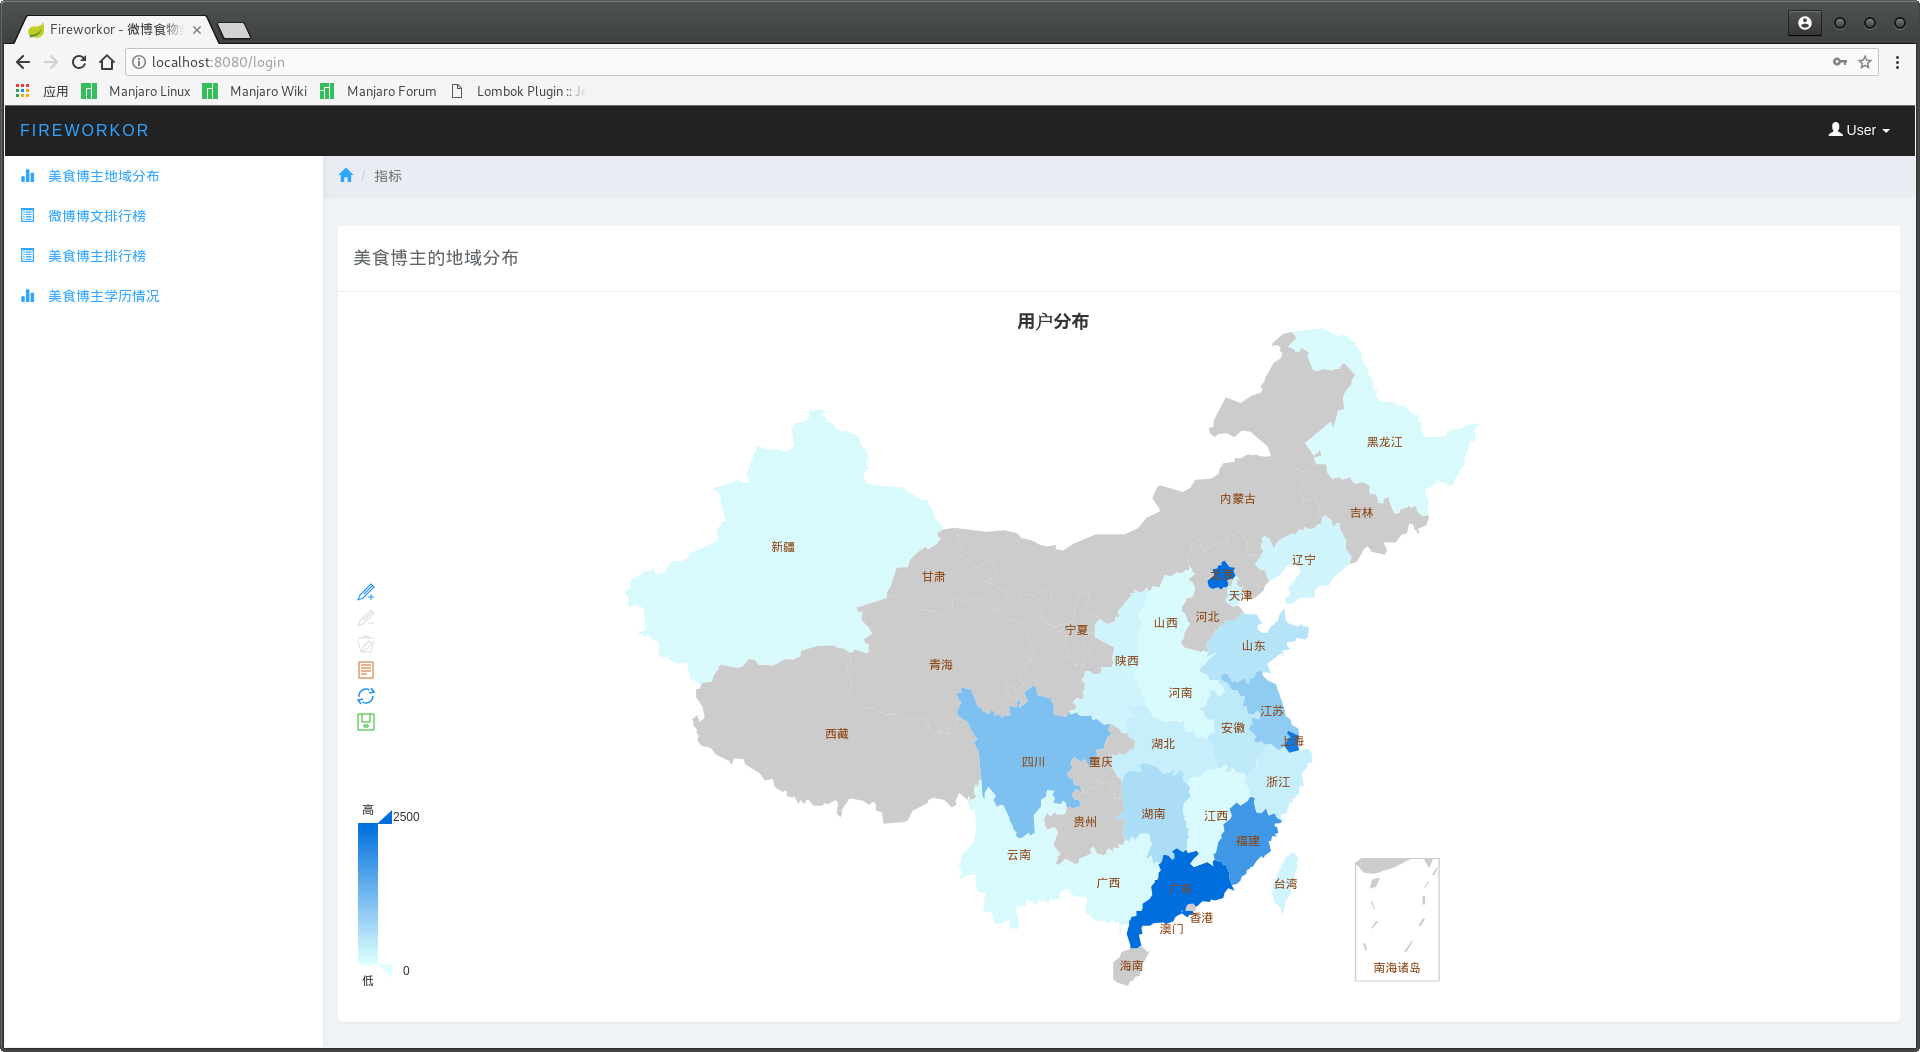 Fireworkor - 微博食物
localhost:8080/login
应用 Manjaro Linux Manjaro Wiki Manjaro Forum Lombok Plugin :: Je
FIREWORKOR
User
美食博主地域分布
微博博文排行榜
美食博主排行榜
美食博主学历情况
/ 指标
美食博主的地域分布
用户分布
黑龙江
内蒙古
吉林
新疆
辽宁
甘肃
北京
天津
河北
山西
宁夏
山东
陕西
青海
河南
江苏
安徽
西藏
上海
湖北
四川
重庆
浙江
高
2500
湖南
江西
贵州
福建
云南
广西
台湾
广东
香港
澳门
海南
南海诸岛
0
低